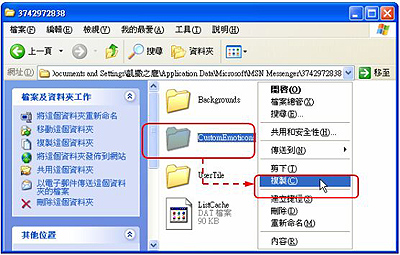 3742972838
檔案(F) 編輯(E) 檢視(V) 我的最愛(A) 工具(T) 說明(H)
上一頁 搜尋 資料夾
網址(D) Documents and Settings\凱撒之塵\Application Data\Microsoft\MSN Messenger\3742972838 移至
檔案及資料夾工作
將這個資料夾重新命名
移動這個資料夾
複製這個資料夾
將這個資料夾發佈到網站
共用這個資料夾
以電子郵件傳送這個資料夾的檔案
刪除這個資料夾
其他位置
Backgrounds
CustomEmoticons
UserTile
ListCache
DAT 檔案
90 KB
開啟(O)
檔案總管(X)
搜尋(E)...
共用和安全性(H)...
傳送到(N)
剪下(T)
複製(C)
建立捷徑(S)
刪除(D)
重新命名(M)
內容(R)